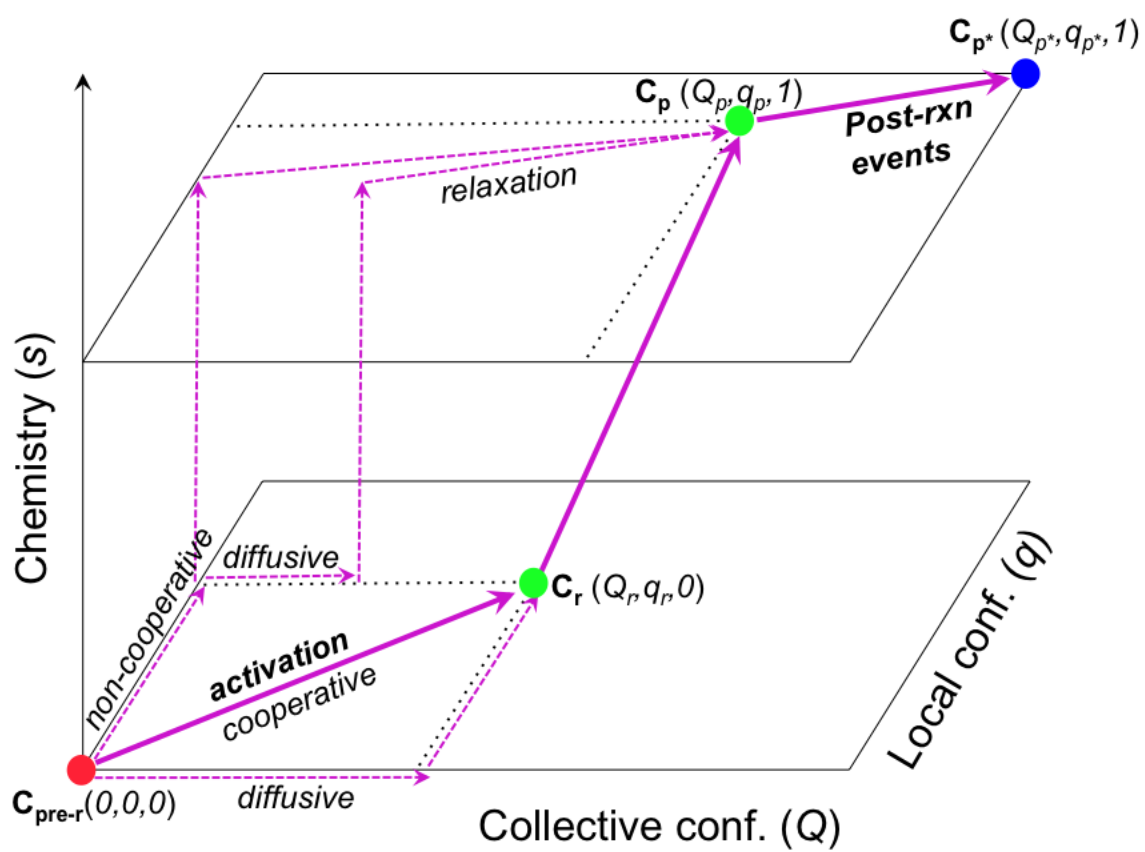 C_p* (Q_p*,q_p*,1)
C_p (Q_p,q_p,1)
Post-rxn
events
relaxation
Chemistry (s)
non-cooperative
diffusive
C_r (Q_r,q_r,0)
activation
cooperative
Local conf. (q)
C_pre-r(0,0,0)
diffusive
Collective conf. (Q)